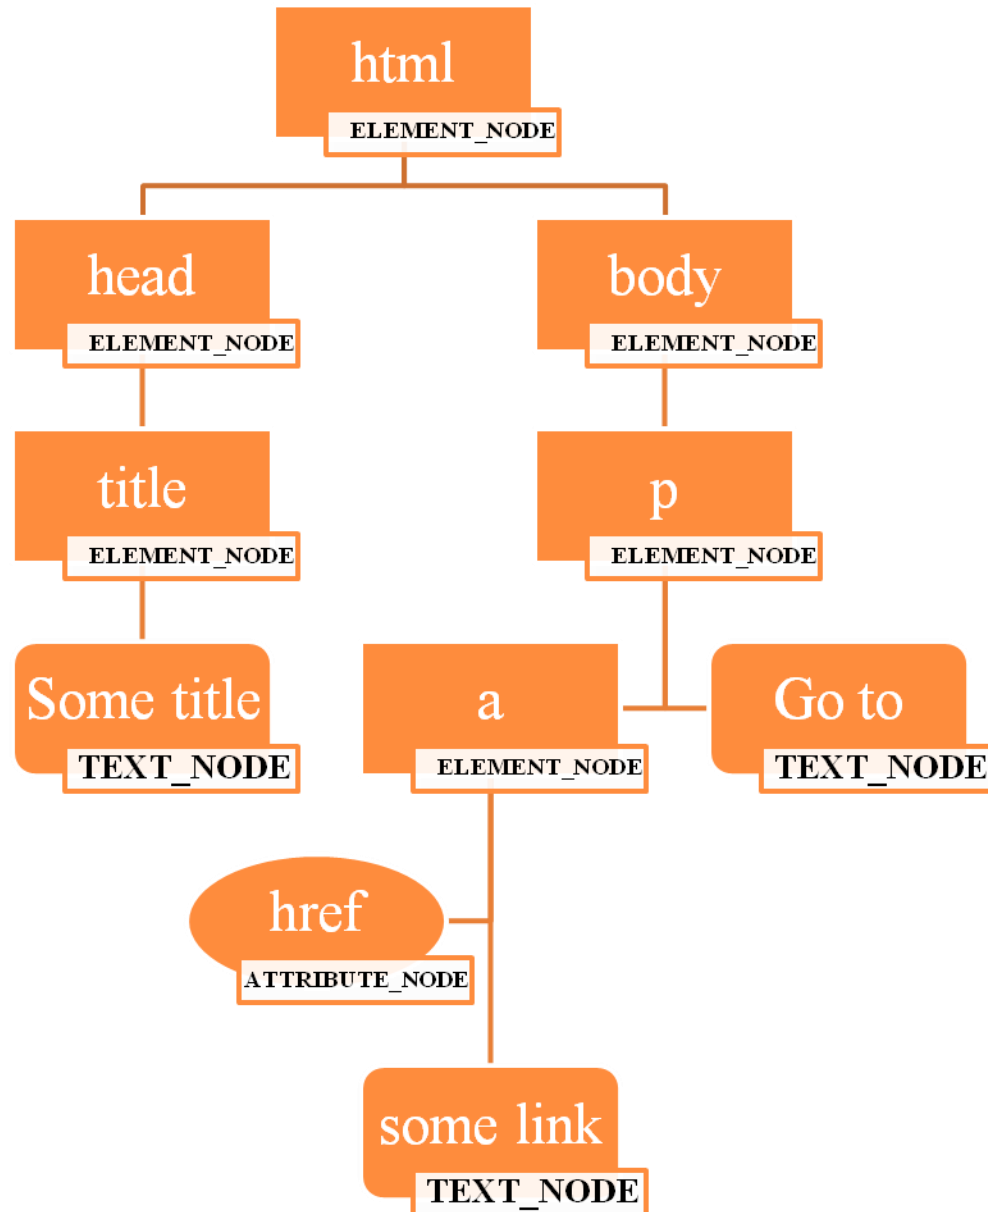 html
ELEMENT_NODE
head
ELEMENT_NODE
body
ELEMENT_NODE
title
ELEMENT_NODE
p
ELEMENT_NODE
Some title
TEXT_NODE
a
ELEMENT_NODE
Go to
TEXT_NODE
href
ATTRIBUTE_NODE
some link
TEXT_NODE